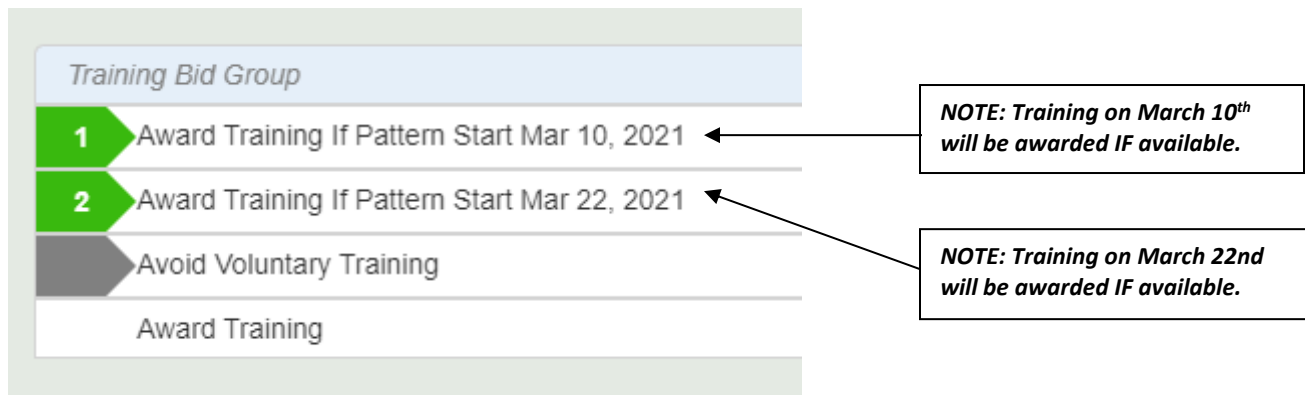 Training Bid Group
1 Award Training If Pattern Start Mar 10, 2021
NOTE: Training on March 10th
will be awarded IF available.
2 Award Training If Pattern Start Mar 22, 2021
Avoid Voluntary Training
NOTE: Training on March 22nd
will be awarded IF available.
Award Training